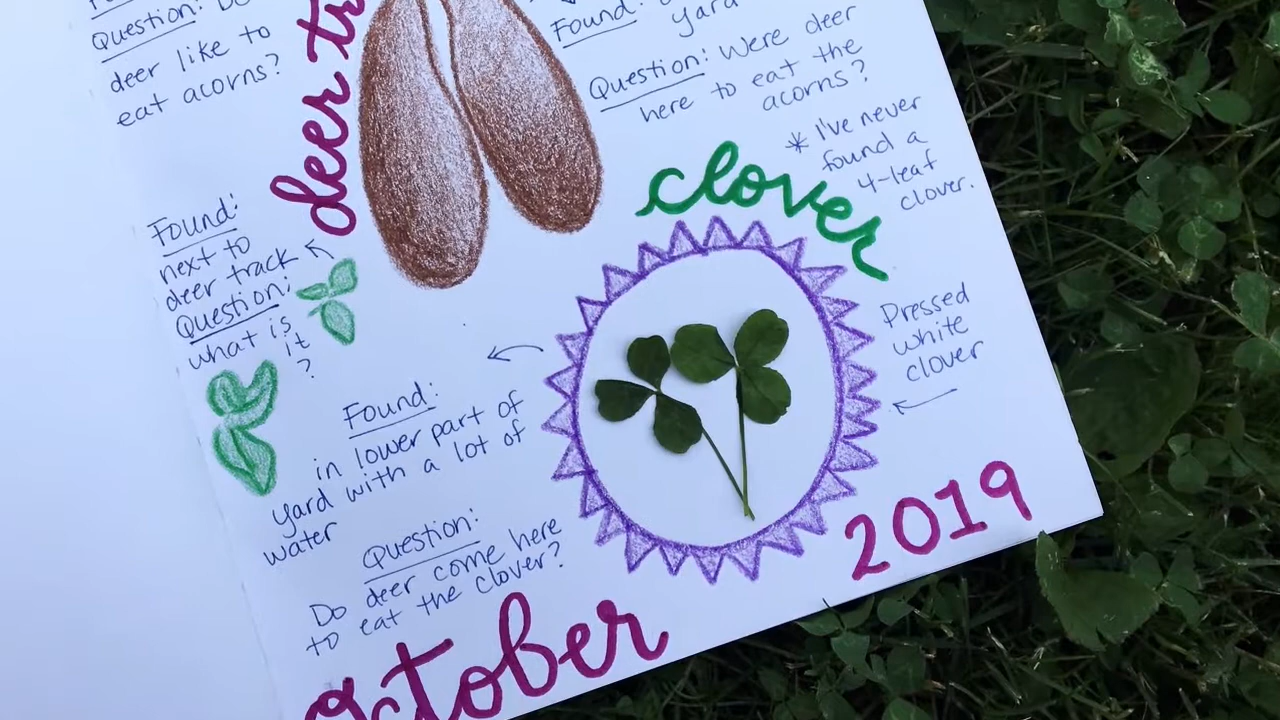 Question: Do
deer like to
eat acorns?
deer tr
Found:
yard
Question: Were deer
here to eat the
acorns?
* I've never
found a
4-leaf
clover.
clover
Found:
next to
deer track
Question:
what is
it
?
Pressed
white
clover
Found:
in lower part of
yard with a lot of
water
Question:
Do deer come here
to eat the clover?
October 2019